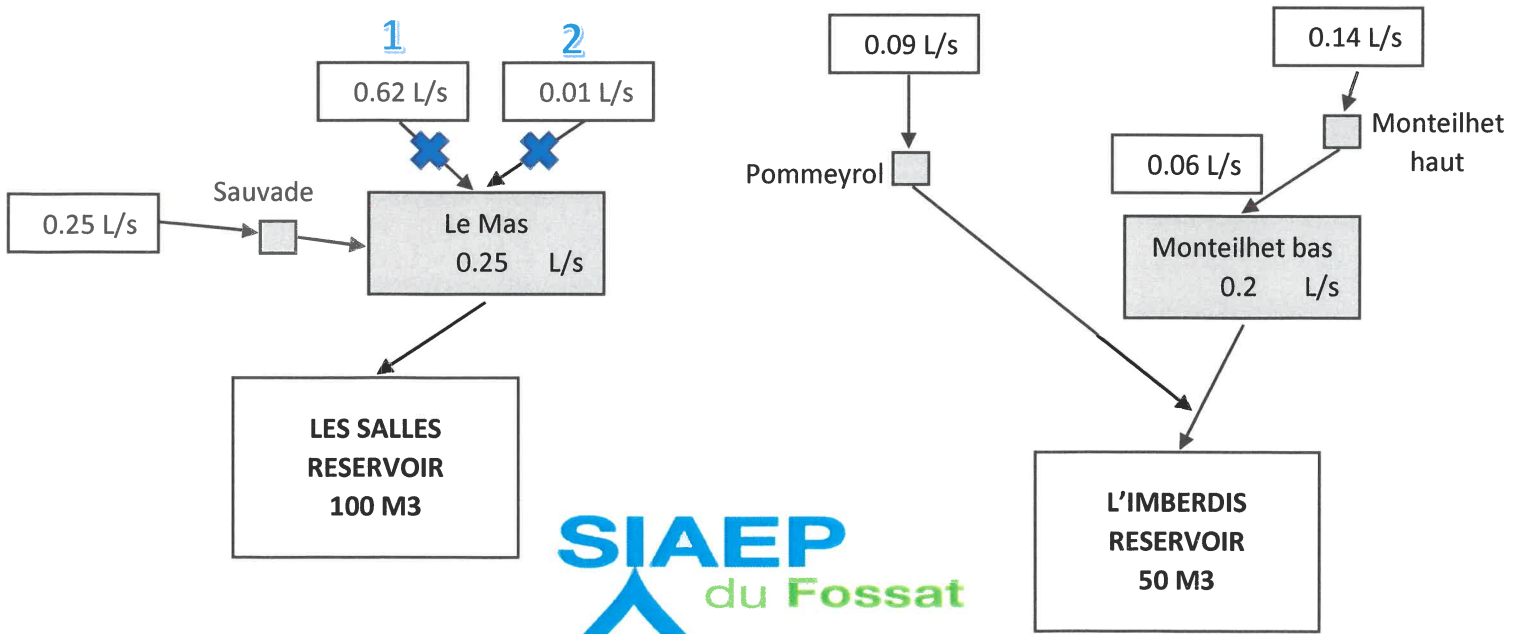 1
2
0.62 L/s
0.01 L/s
Sauvade
0.25 L/s
Le Mas
0.25 L/s
LES SALLES
RESERVOIR
100 M3
0.09 L/s
0.14 L/s
Pommeyrol
Monteilhet
haut
0.06 L/s
Monteilhet bas
0.2 L/s
L'IMBERDIS
RESERVOIR
50 M3
SIAEP
du Fossat